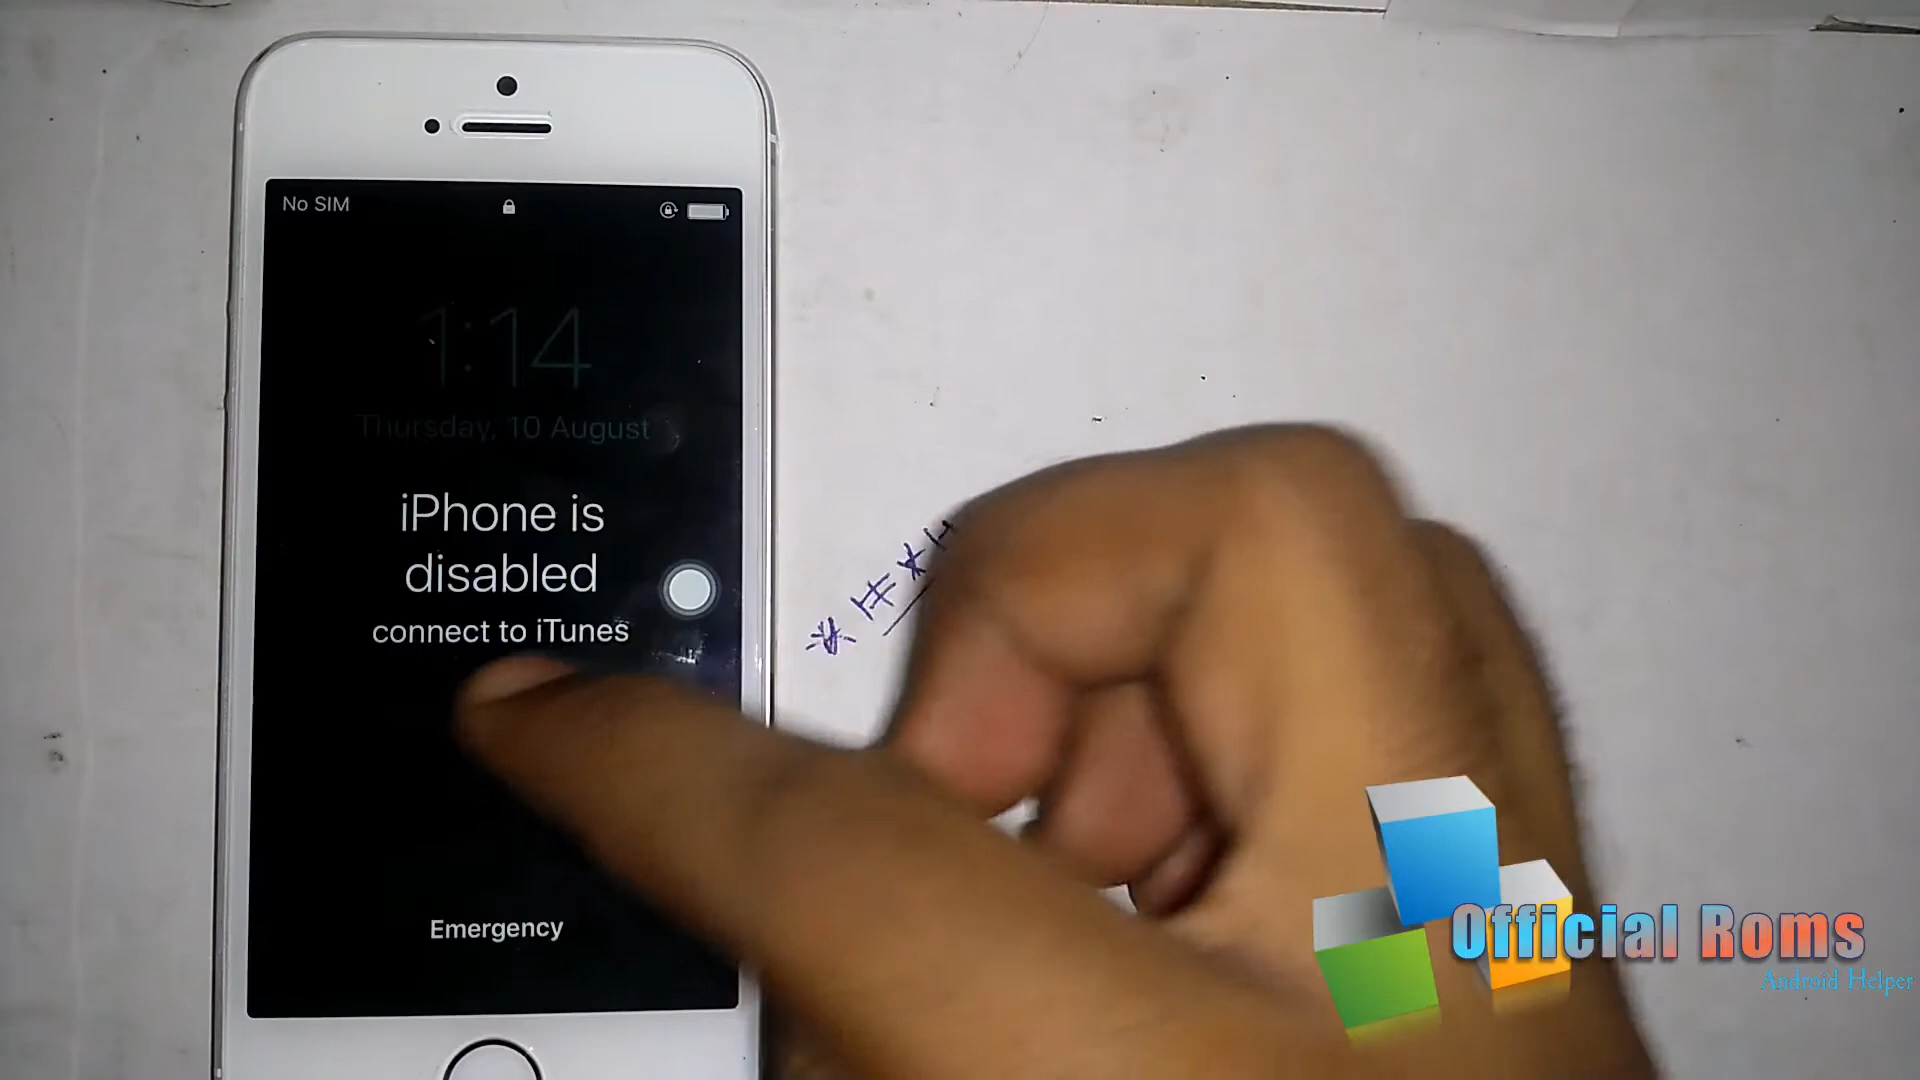 No SIM
1:14
Thursday, 10 August
iPhone is
disabled
connect to iTunes
Emergency
Official Roms
Android Helper